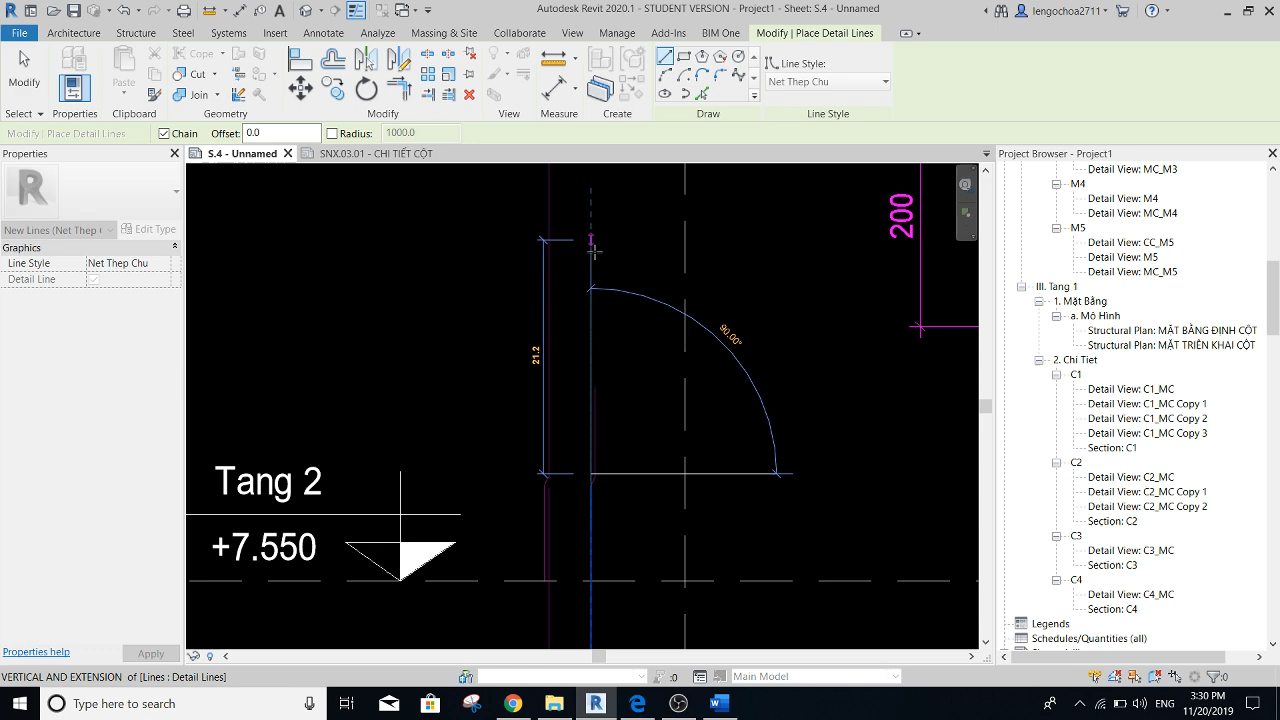 Autodesk Revit 2020.1 - STUDENT VERSION - Project1 - Sheet: S.4 - Unnamed
lengochoa2711
File
Architecture
Structure
Steel
Systems
Insert
Annotate
Analyze
Massing & Site
Collaborate
View
Manage
Add-Ins
BIM One
Modify | Place Detail Lines
Modify
Paste
Cope
Cut
Join
Line Style:
Net Thep Chu
Select
Properties
Clipboard
Geometry
Modify
View
Measure
Create
Draw
Line Style
Modify | Place Detail Lines
Chain
Offset: 0.0
Radius: 1000.0
Properties
S.4 - Unnamed
SNX.03.01 - CHI TIẾT CỘT
Project Browser - Project1
New Lines (Net Thep
Edit Type
Graphics
Line Style
Net Thep Chu
Detail Line
200
21.2
90.00°
Tang 2
+7.550
Detail View: MC_M3
M4
Detail View: M4
Detail View: MC_M4
M5
Detail View: CC_M5
Detail View: M5
Detail View: MC_M5
III. Tang 1
1. Mặt Bằng
a. Mô Hình
Structural Plan: MẶT BẰNG ĐỊNH CỘT
Structural Plan: MẶT TRIỂN KHAI CỘT
2. Chi Tiet
C1
Detail View: C1_MC
Detail View: C1_MC Copy 1
Detail View: C1_MC Copy 2
Detail View: C1_MC Copy 3
Section: C1
C2
Detail View: C2_MC
Detail View: C2_MC Copy 1
Detail View: C2_MC Copy 2
Section: C2
C3
Detail View: C3_MC
Section: C3
C4
Detail View: C4_MC
Section: C4
Legends
Schedules/Quantities (all)
Properties help
Apply
VERTICAL AND EXTENSION of [Lines : Detail Lines]
:0
Main Model
:0
Type here to search
ENG
3:30 PM
11/20/2019